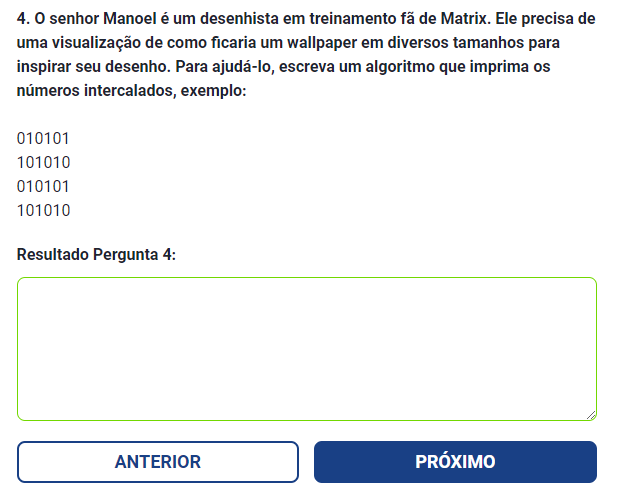 4. O senhor Manoel é um desenhista em treinamento fã de Matrix. Ele precisa de
uma visualização de como ficaria um wallpaper em diversos tamanhos para
inspirar seu desenho. Para ajudá-lo, escreva um algoritmo que imprima os
números intercalados, exemplo:
010101
101010
010101
101010
Resultado Pergunta 4:
ANTERIOR
PRÓXIMO